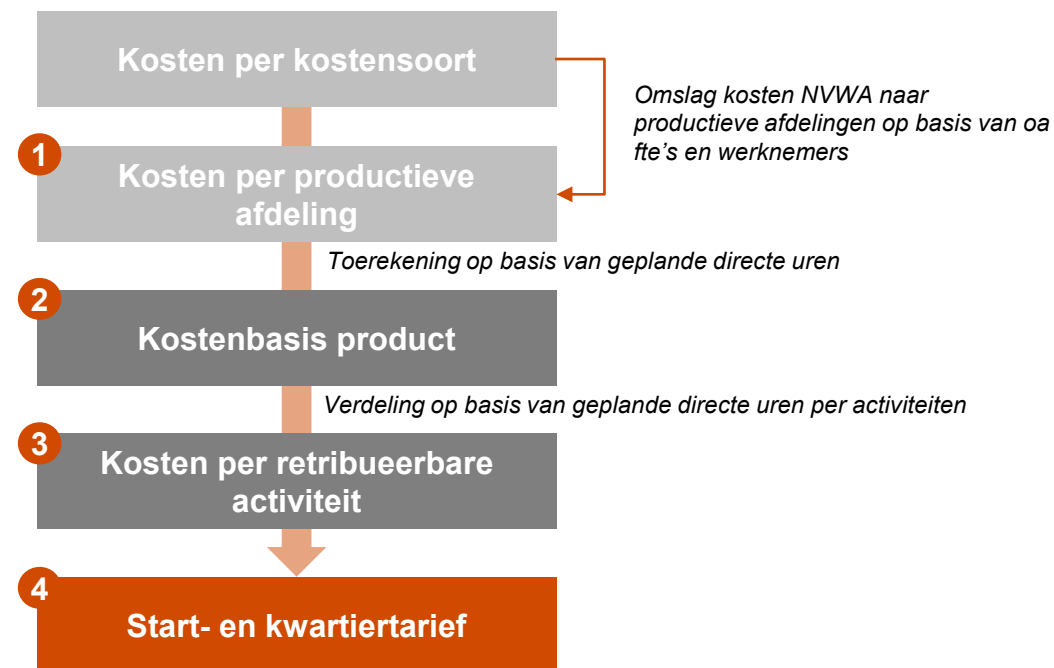 Kosten per kostensoort
Omslag kosten NVWA naar
productieve afdelingen op basis van oa
fte's en werknemers
1
Kosten per productieve
afdeling
Toerekening op basis van geplande directe uren
2
Kostenbasis product
Verdeling op basis van geplande directe uren per activiteiten
3
Kosten per retribueerbare
activiteit
4
Start- en kwartiertarief